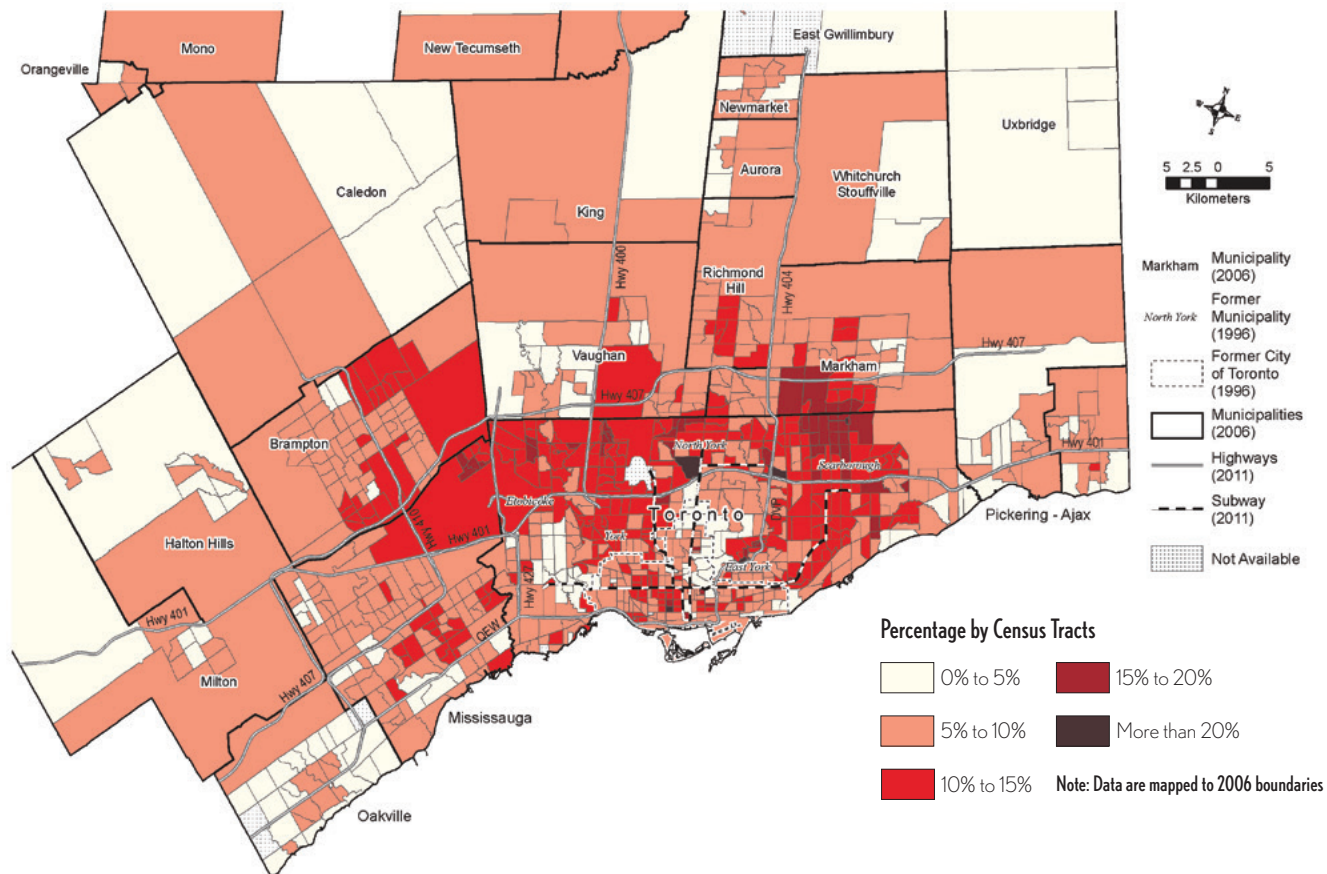 Mono
New Tecumseth
East Gwillimbury
Orangeville
Newmarket
Uxbridge
Aurora
Whitchurch
Stouffville
Caledon
King
Hwy 400
Hwy 404
Richmond
Hill
Vaughan
Markham
Hwy 407
Hwy 407
Brampton
North York
Scarborough
Hwy 401
Etobicoke
Toronto
DVP
Pickering - Ajax
Hwy 410
Hwy 401
Halton Hills
York
East York
Hwy 427
Hwy 401
QEW
Milton
Hwy 407
Mississauga
Oakville
N
W
E
S
5 2.5 0 5
Kilometers
Markham
Municipality
(2006)
North York
Former
Municipality
(1996)
Former City
of Toronto
(1996)
Municipalities
(2006)
Highways
(2011)
Subway
(2011)
Not Available
Percentage by Census Tracts
0% to 5%
15% to 20%
5% to 10%
More than 20%
10% to 15%
Note: Data are mapped to 2006 boundaries